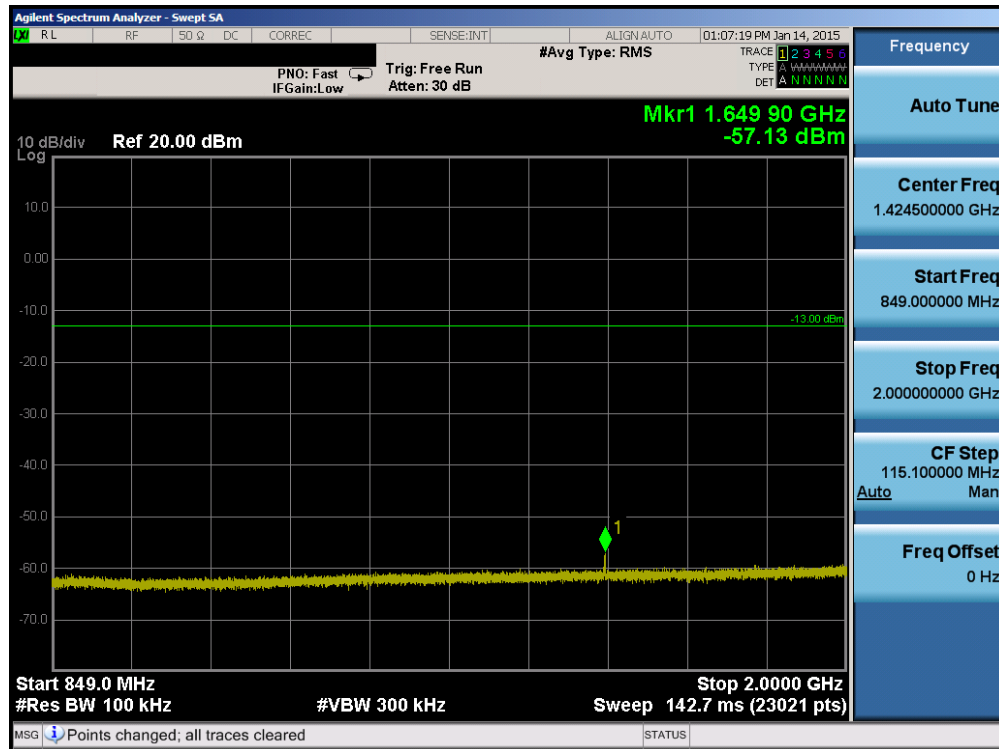 Agilent Spectrum Analyzer - Swept SA
LXI RL RF 50 Ω DC CORREC SENSE:INT ALIGN AUTO 01:07:19 PM Jan 14, 2015
#Avg Type: RMS
TRACE 1 2 3 4 5 6
TYPE A WWWWW
DET A N N N N N
PNO: Fast
IFGain:Low
Trig: Free Run
Atten: 30 dB
Mkr1 1.649 90 GHz
-57.13 dBm
10 dB/div Ref 20.00 dBm
Log
10.0
0.00
-10.0
-13.00 dBm
-20.0
-30.0
-40.0
-50.0
1
-60.0
-70.0
Start 849.0 MHz Stop 2.0000 GHz
#Res BW 100 kHz #VBW 300 kHz Sweep 142.7 ms (23021 pts)
MSG Points changed; all traces cleared STATUS
Frequency
Auto Tune
Center Freq
1.424500000 GHz
Start Freq
849.000000 MHz
Stop Freq
2.000000000 GHz
CF Step
115.100000 MHz
Auto Man
Freq Offset
0 Hz